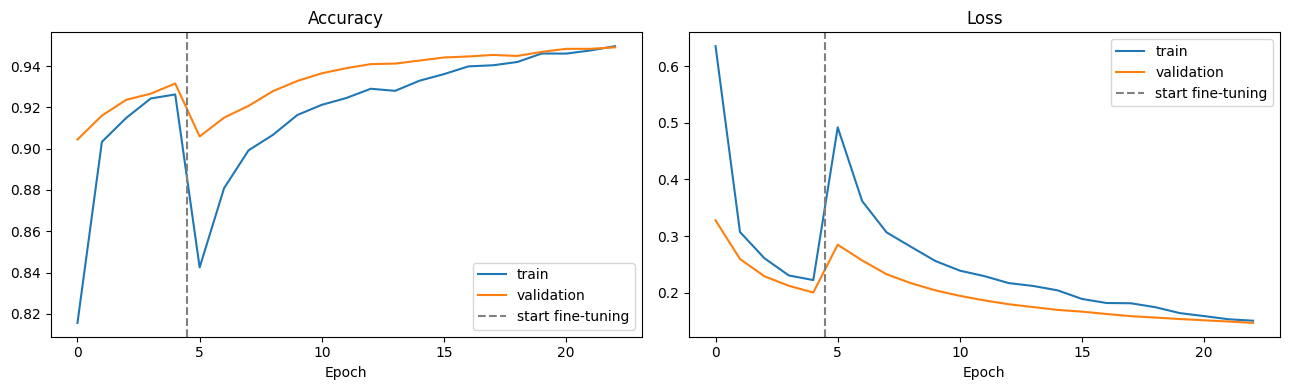 Accuracy
0.94
0.92
0.90
0.88
0.86
0.84
0.82
0
5
10
15
20
Epoch
train
validation
start fine-tuning
Loss
0.6
0.5
0.4
0.3
0.2
0
5
10
15
20
Epoch
train
validation
start fine-tuning